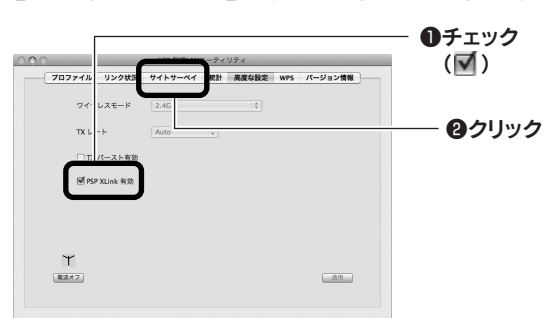 ❶チェック
（ ）
ーティリティ
プロファイル リンク状況 サイトサーベイ 統計 高度な設定 WPS バージョン情報
ワイヤレスモード 2.4G
❷クリック
TX レート Auto
TX バースト有効
PSP XLink 有効
電波オフ 適用